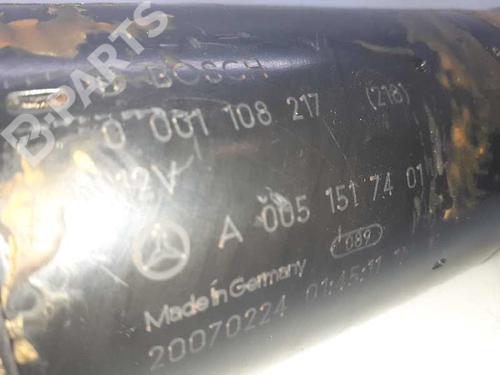 BOSCH
0 001 108 217 (218)
12V
A 005 151 74 01
089
Made in Germany
20070224 01:45:11
B-PARTS